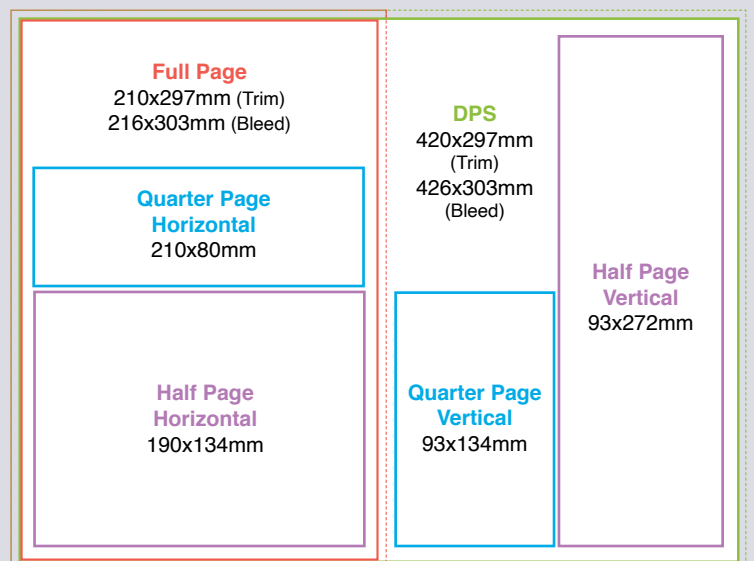 Full Page
210x297mm (Trim)
216x303mm (Bleed)
Quarter Page
Horizontal
210x80mm
Half Page
Horizontal
190x134mm
DPS
420x297mm
(Trim)
426x303mm
(Bleed)
Quarter Page
Vertical
93x134mm
Half Page
Vertical
93x272mm